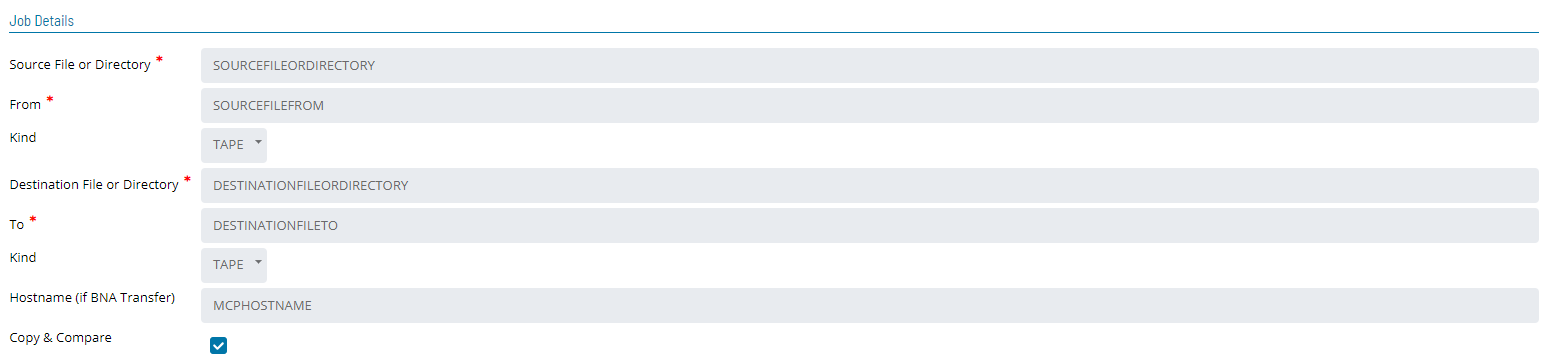 Job Details
Source File or Directory * SOURCEFILEORDIRECTORY
From * SOURCEFILEFROM
Kind TAPE
Destination File or Directory * DESTINATIONFILEORDIRECTORY
To * DESTINATIONFILETO
Kind TAPE
Hostname (if BNA Transfer) MCPHOSTNAME
Copy & Compare